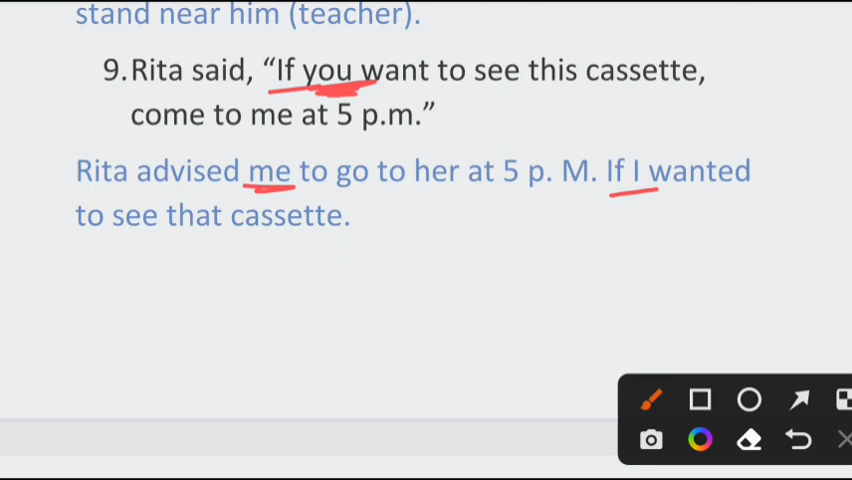 stand near him (teacher).
9. Rita said, “If you want to see this cassette,
come to me at 5 p.m.”
Rita advised me to go to her at 5 p. M. If I wanted
to see that cassette.